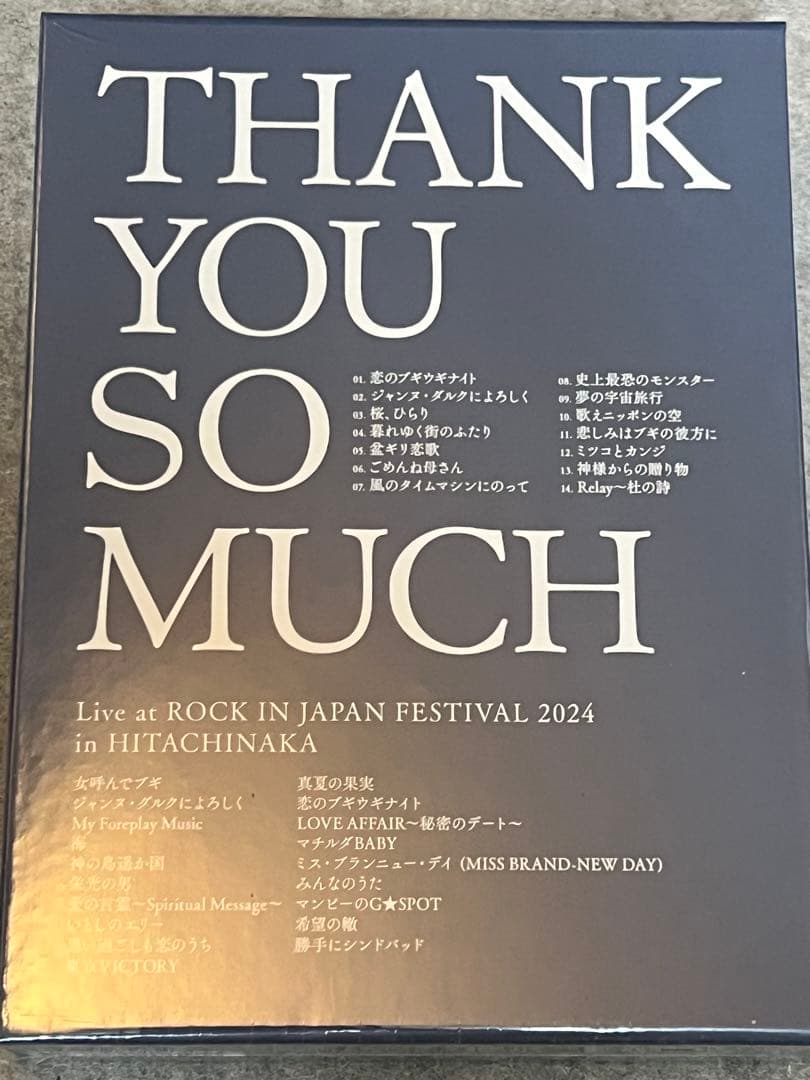 THANK
YOU
SO
MUCH
01. 恋のブギウギナイト
02. ジャンヌ・ダルクによろしく
03. 桜、ひらり
04. 暮れゆく街のふたり
05. 盆ギリ恋歌
06. ごめんね母さん
07. 風のタイムマシンにのって
08. 史上最恐のモンスター
09. 夢の宇宙旅行
10. 歌えニッポンの空
11. 悲しみはブギの彼方に
12. ミツコとカンジ
13. 神様からの贈り物
14. Relay〜杜の詩
Live at ROCK IN JAPAN FESTIVAL 2024
in HITACHINAKA
女呼んでブギ
ジャンヌ・ダルクによろしく
My Foreplay Music
海
神の島遥か国
栄光の男
愛の言霊〜Spiritual Message〜
いとしのエリー
思い過ごしも恋のうち
東京VICTORY
真夏の果実
恋のブギウギナイト
LOVE AFFAIR〜秘密のデート〜
マチルダBABY
ミス・ブランニュー・デイ (MISS BRAND-NEW DAY)
みんなのうた
マンピーのG★SPOT
希望の轍
勝手にシンドバッド